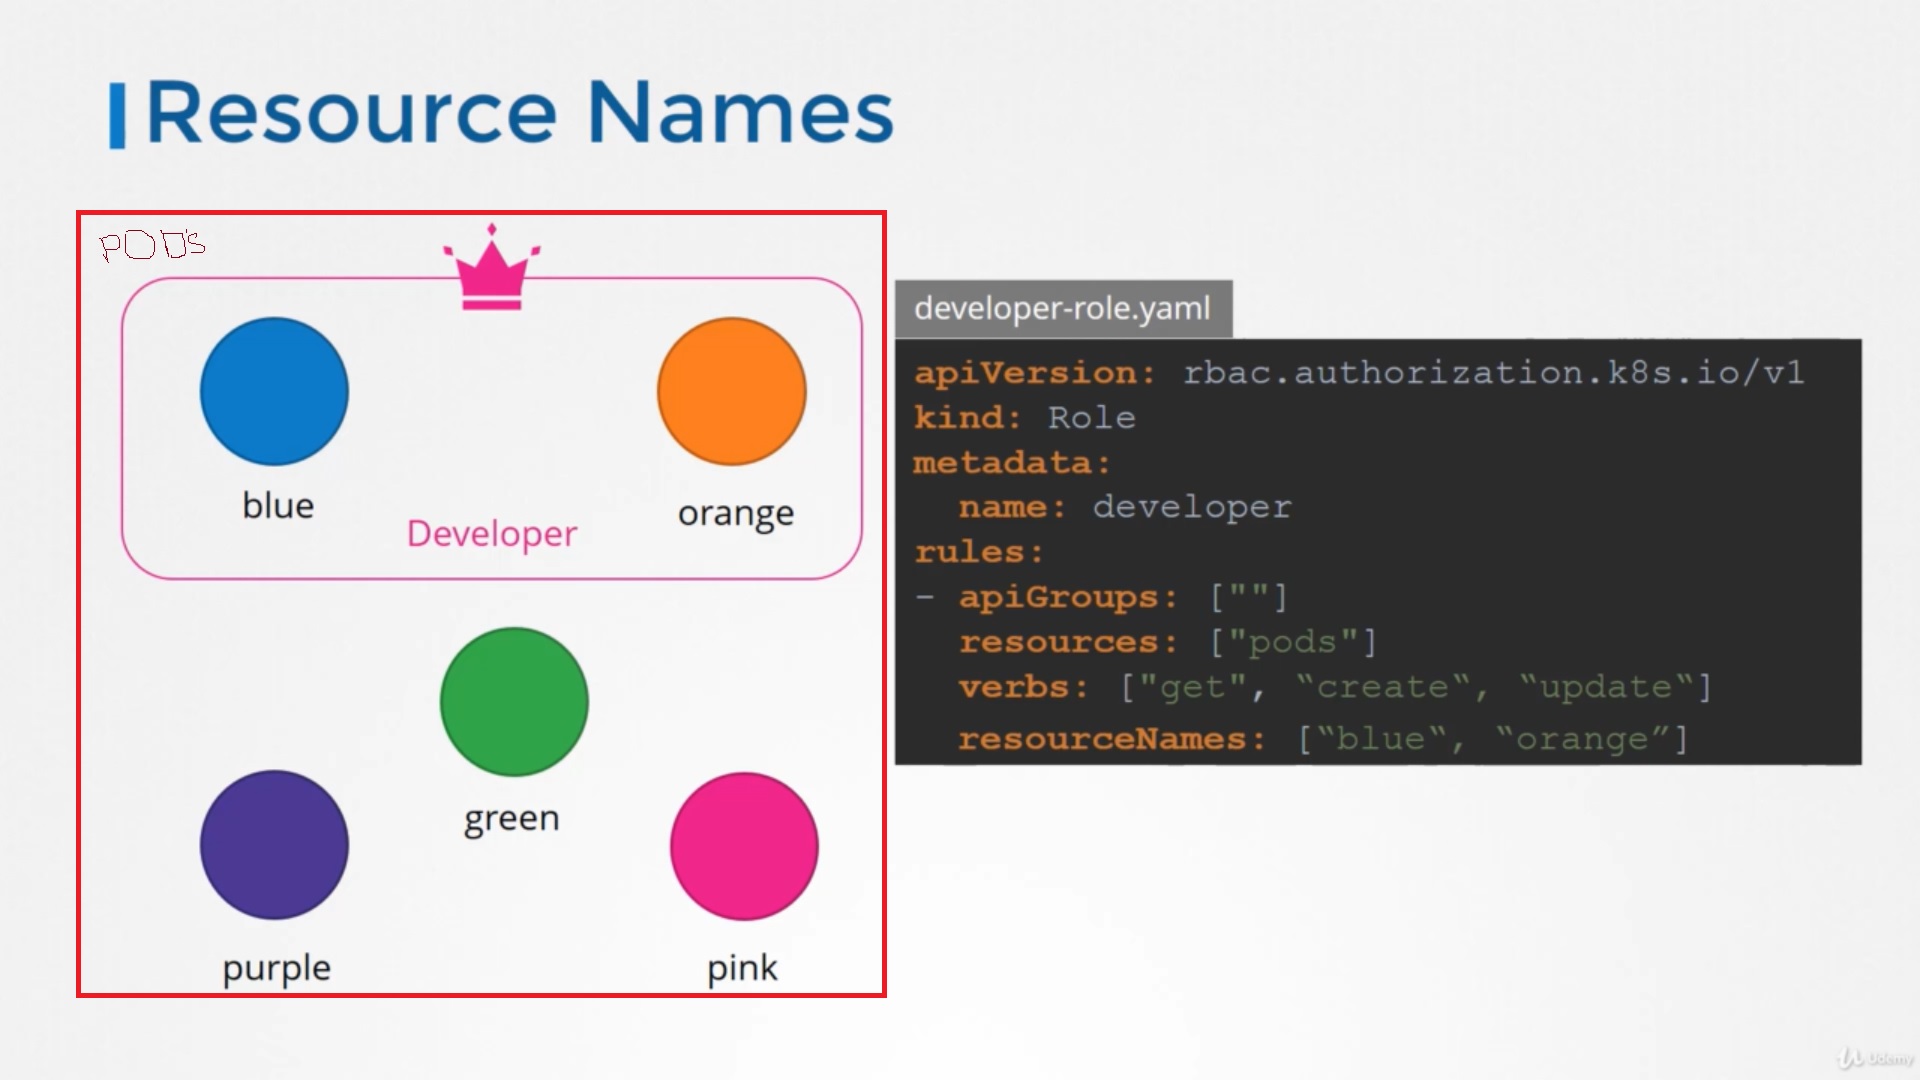 Resource Names
POD's
blue
orange
Developer
green
purple
pink
developer-role.yaml
apiVersion: rbac.authorization.k8s.io/v1
kind: Role
metadata:
  name: developer
rules:
- apiGroups: [""]
  resources: ["pods"]
  verbs: ["get", “create“, “update“]
  resourceNames: [“blue“, “orange”]
Udemy